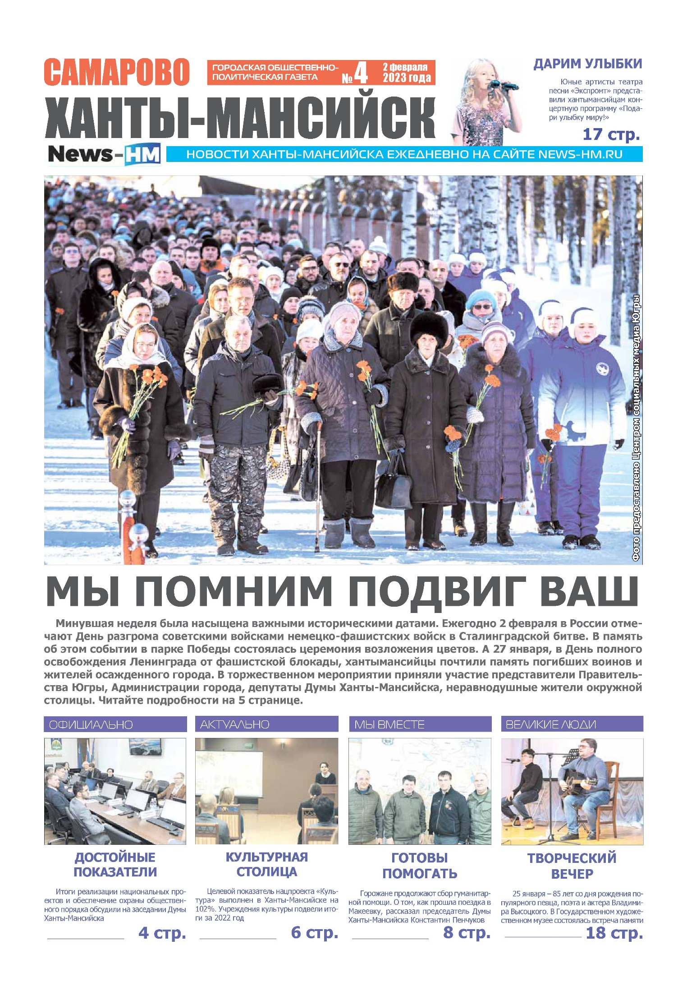 САМАРОВО
ГОРОДСКАЯ ОБЩЕСТВЕННО-
ПОЛИТИЧЕСКАЯ ГАЗЕТА
№ 4
2 февраля
2023 года
ХАНТЫ-МАНСИЙСК
ДАРИМ УЛЫБКИ
Юные артисты театра
песни «Экспромт» предста-
вили хантымансийцам кон-
цертную программу «Пода-
ри улыбку миру!»
17 стр.
News-HM
НОВОСТИ ХАНТЫ-МАНСИЙСКА ЕЖЕДНЕВНО НА САЙТЕ NEWS-HM.RU
Фото предоставлено Центром социальных медиа Югры
МЫ ПОМНИМ ПОДВИГ ВАШ
Минувшая неделя была насыщена важными историческими датами. Ежегодно 2 февраля в России отме-
чают День разгрома советскими войсками немецко-фашистских войск в Сталинградской битве. В память
об этом событии в парке Победы состоялась церемония возложения цветов. А 27 января, в День полного
освобождения Ленинграда от фашистской блокады, хантымансийцы почтили память погибших воинов и
жителей осажденного города. В торжественном мероприятии приняли участие представители Правитель-
ства Югры, Администрации города, депутаты Думы Ханты-Мансийска, неравнодушные жители окружной
столицы. Читайте подробности на 5 странице.
ОФИЦИАЛЬНО
ДОСТОЙНЫЕ
ПОКАЗАТЕЛИ
Итоги реализации национальных про-
ектов и обеспечение охраны обществен-
ного порядка обсудили на заседании Думы
Ханты-Мансийска
4 стр.
АКТУАЛЬНО
КУЛЬТУРНАЯ
СТОЛИЦА
Целевой показатель нацпроекта «Куль-
тура» выполнен в Ханты-Мансийске на
102%. Учреждения культуры подвели ито-
ги за 2022 год
6 стр.
МЫ ВМЕСТЕ
ГОТОВЫ
ПОМОГАТЬ
Горожане продолжают сбор гуманитар-
ной помощи. О том, как прошла поездка в
Макеевку, рассказал председатель Думы
Ханты-Мансийска Константин Пенчуков
8 стр.
ВЕЛИКИЕ ЛЮДИ
ТВОРЧЕСКИЙ
ВЕЧЕР
25 января – 85 лет со дня рождения по-
пулярного певца, поэта и актера Владими-
ра Высоцкого. В Государственном художе-
ственном музее состоялась встреча памяти
18 стр.